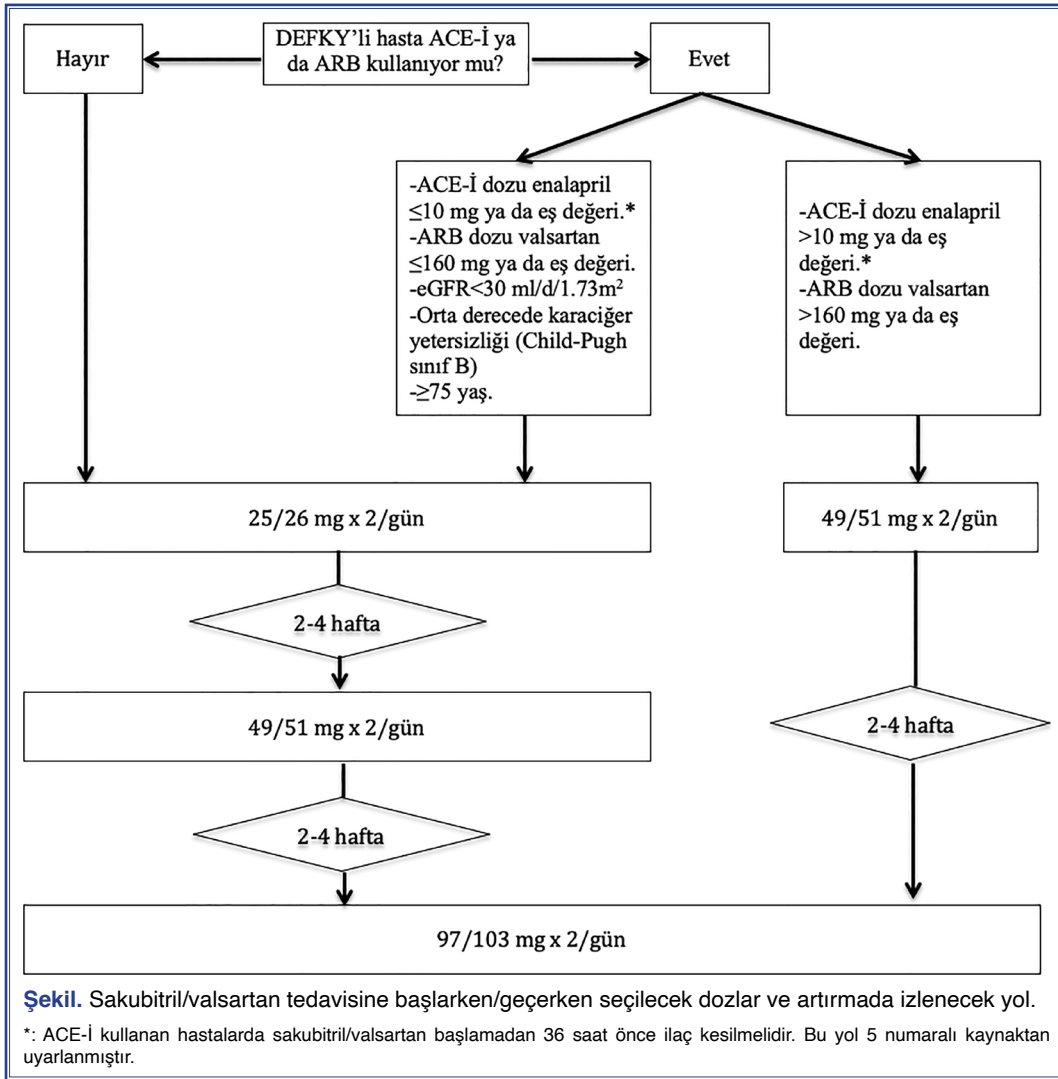 DEFKY’li hasta ACE-İ ya
da ARB kullanıyor mu?
Hayır
Evet
-ACE-İ dozu enalapril
≤10 mg ya da eş değeri.*
-ARB dozu valsartan
≤160 mg ya da eş değeri.
-eGFR<30 ml/d/1.73m²
-Orta derecede karaciğer
yetersizliği (Child-Pugh
sınıf B)
-≥75 yaş.
-ACE-İ dozu enalapril
>10 mg ya da eş
değeri.*
-ARB dozu valsartan
>160 mg ya da eş
değeri.
25/26 mg x 2/gün
49/51 mg x 2/gün
2-4 hafta
49/51 mg x 2/gün
2-4 hafta
2-4 hafta
97/103 mg x 2/gün
Şekil. Sakubitril/valsartan tedavisine başlarken/geçerken seçilecek dozlar ve artırmada izlenecek yol.
*: ACE-İ kullanan hastalarda sakubitril/valsartan başlamadan 36 saat önce ilaç kesilmelidir. Bu yol 5 numaralı kaynaktan
uyarlanmıştır.